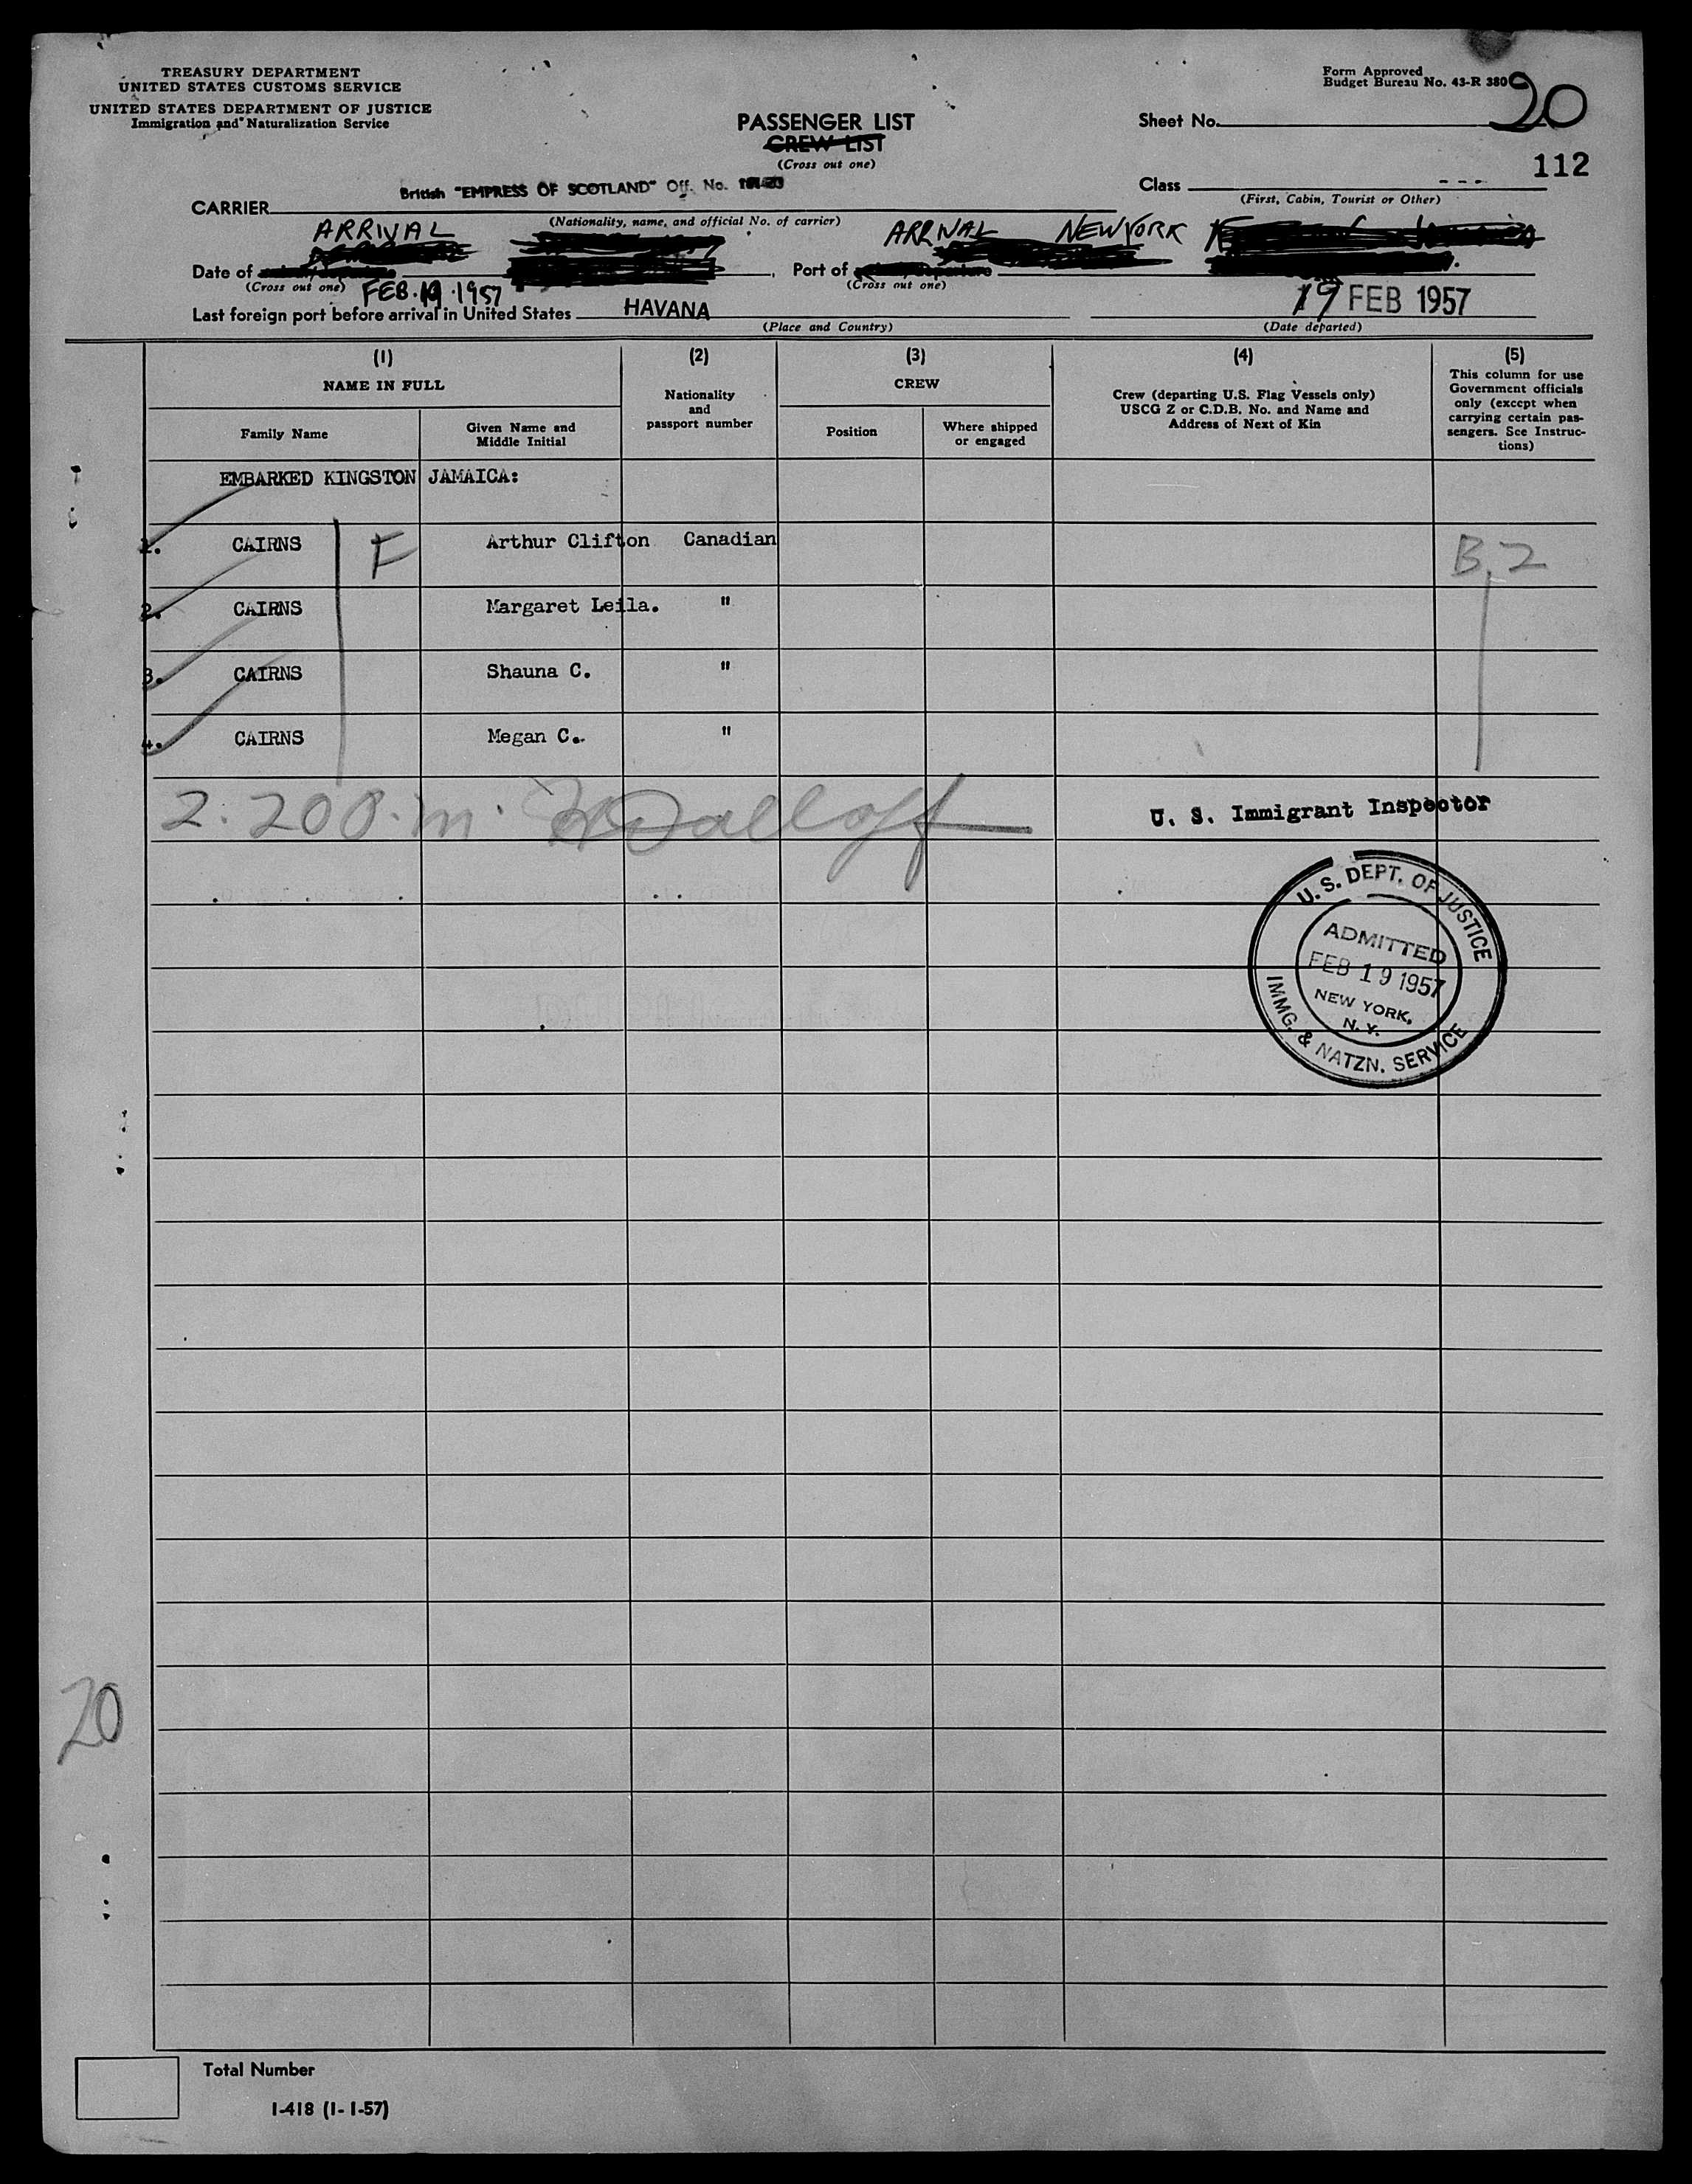 TREASURY DEPARTMENT
UNITED STATES CUSTOMS SERVICE
UNITED STATES DEPARTMENT OF JUSTICE
Immigration and Naturalization Service
Form Approved
Budget Bureau No. 43-R 380
PASSENGER LIST
CREW LIST
(Cross out one)
Sheet No. 20
112
Class ---
(First, Cabin, Tourist or Other)
British "EMPRESS OF SCOTLAND" Off. No.
CARRIER
(Nationality, name, and official No. of carrier)
ARRIVAL ARRIVAL NEW YORK
Date of , Port of
(Cross out one) (Cross out one)
FEB. 19 .1957
19 FEB 1957
Last foreign port before arrival in United States HAVANA
(Place and Country) (Date departed)
(1) (2) (3) (4) (5)
NAME IN FULL
Nationality and passport number
CREW
Crew (departing U.S. Flag Vessels only)
USCG Z or C.D.B. No. and Name and
Address of Next of Kin
This column for use
Government officials
only (except when
carrying certain pas-
sengers. See Instruc-
tions)
Family Name Given Name and Middle Initial Position Where shipped or engaged
EMBARKED KINGSTON JAMAICA:
1. CAIRNS F Arthur Clifton Canadian B.2
2. CAIRNS Margaret Leila. "
3. CAIRNS Shauna C. "
4. CAIRNS Megan C. "
2.20 P.m.
U. S. Immigrant Inspector
U. S. DEPT. OF JUSTICE
ADMITTED
FEB 19 1957
NEW YORK,
N. Y.
IMMG. & NATZN. SERVICE
20
Total Number
I-418 (1-1-57)